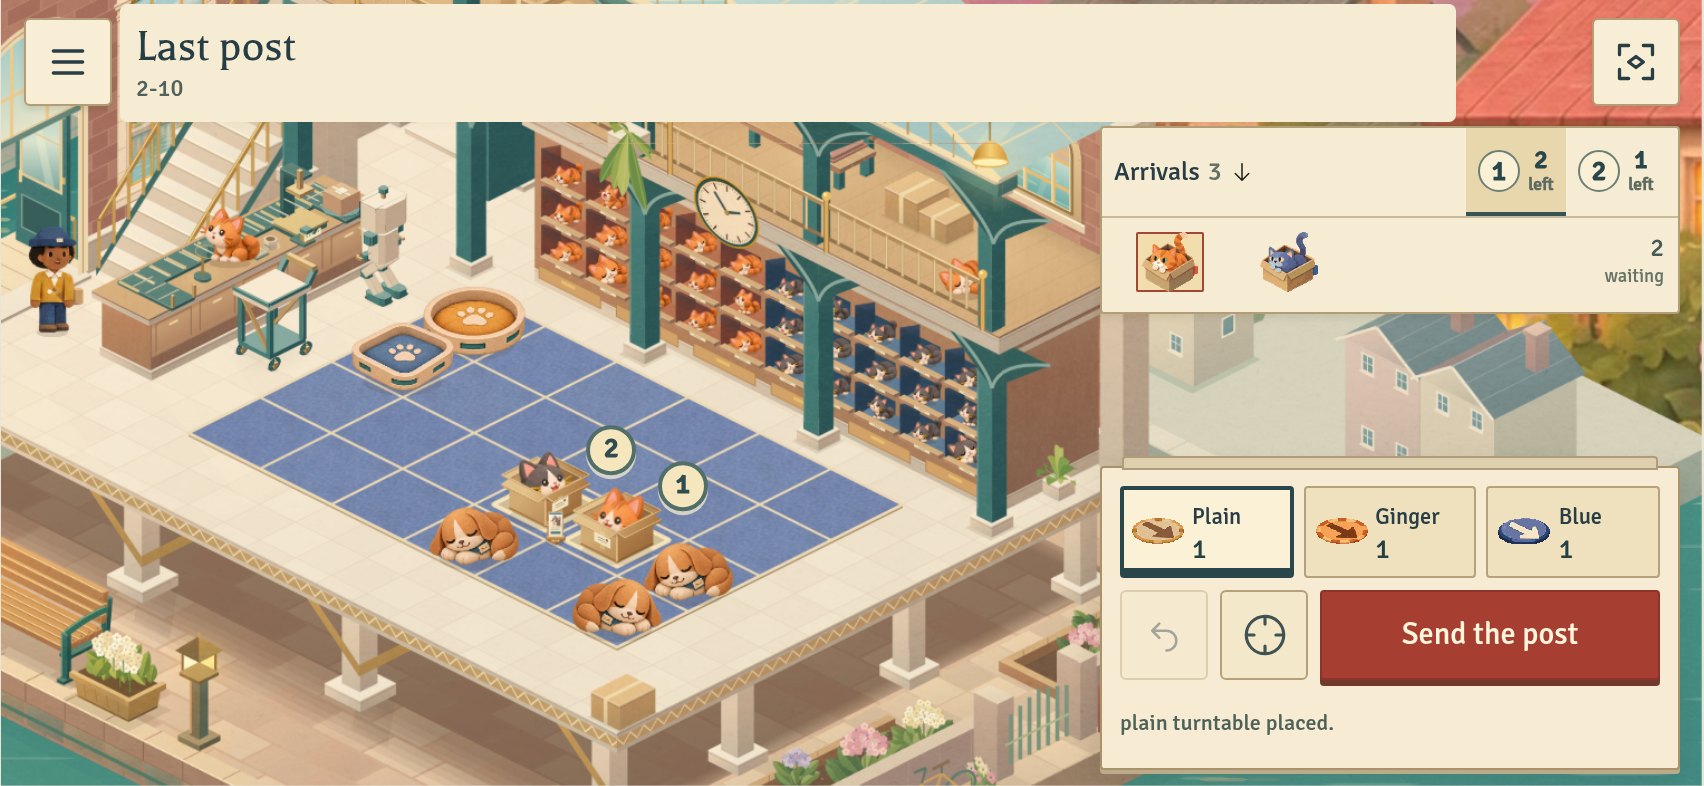 Last post
2-10
Arrivals 3 ↓
1 2 left
2 1 left
2 waiting
2
1
Plain 1
Ginger 1
Blue 1
Send the post
plain turntable placed.